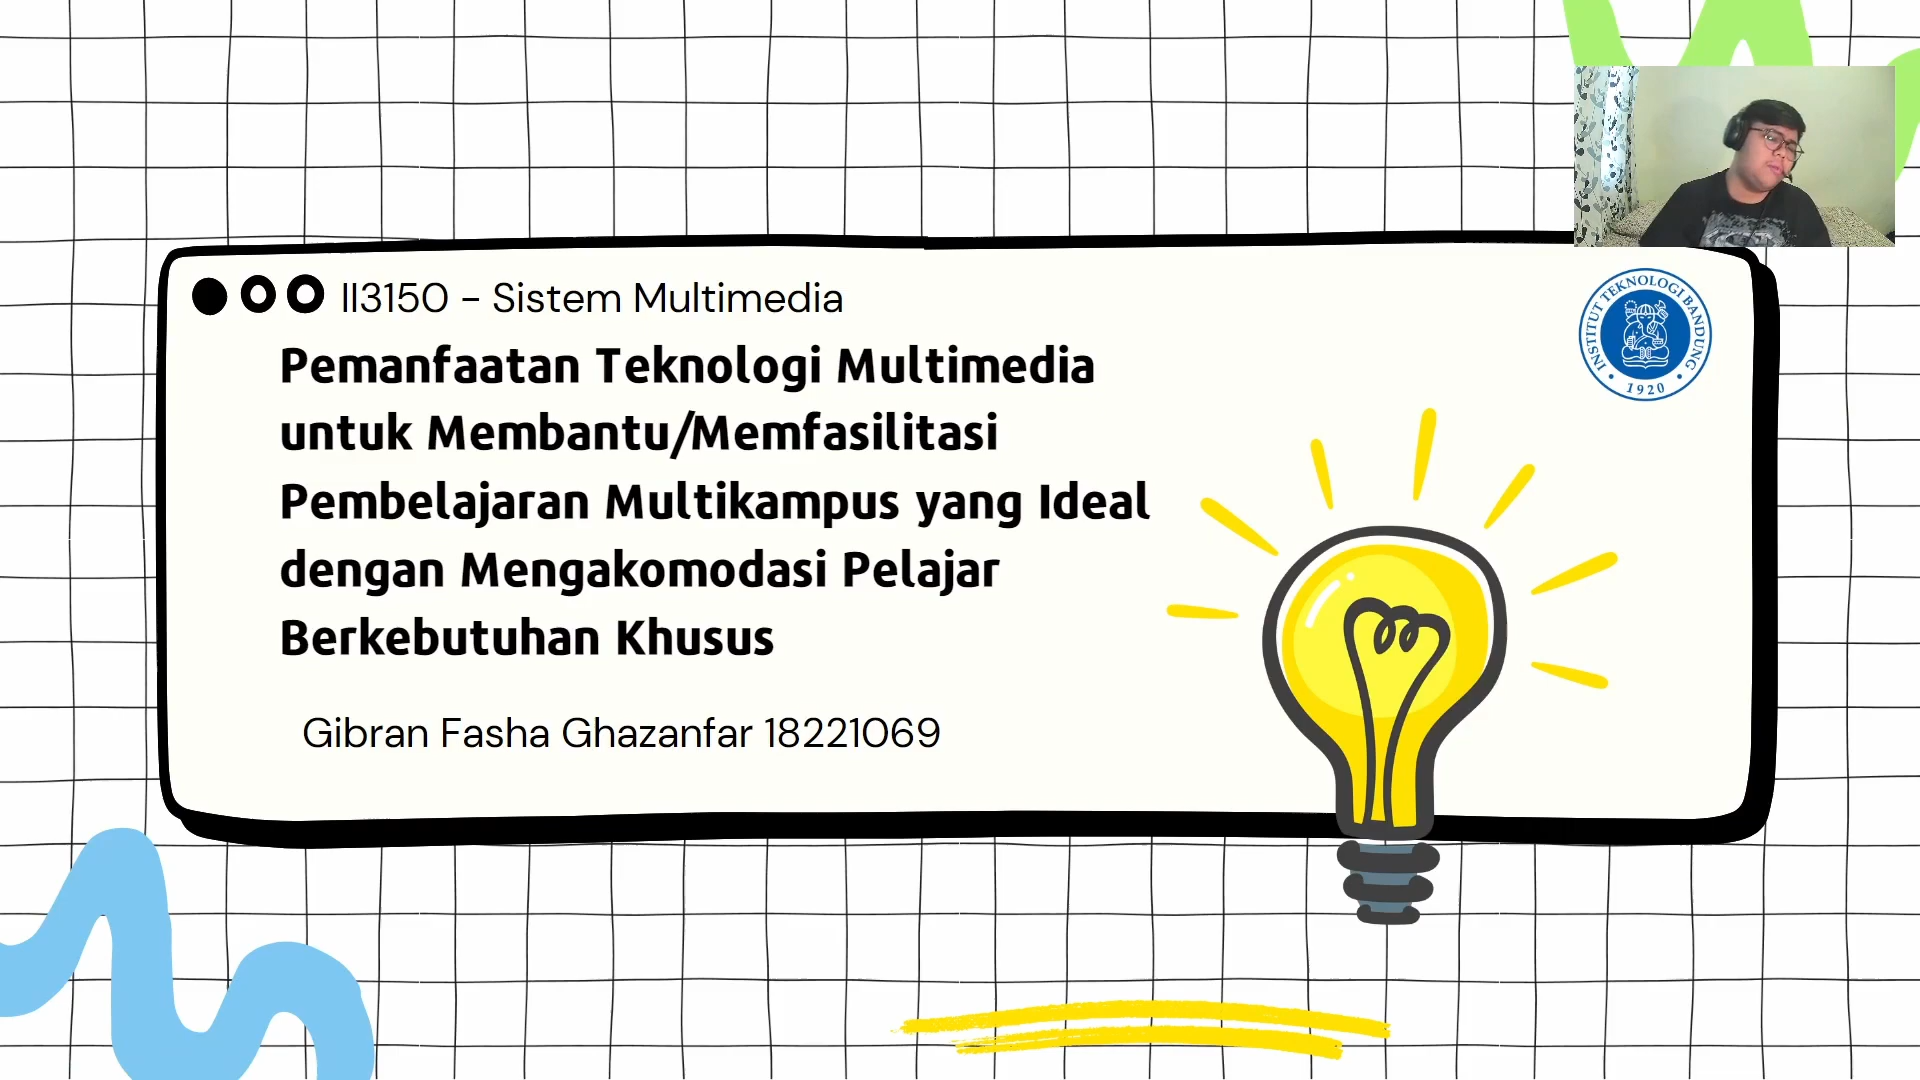 II3150 - Sistem Multimedia
Pemanfaatan Teknologi Multimedia
untuk Membantu/Memfasilitasi
Pembelajaran Multikampus yang Ideal
dengan Mengakomodasi Pelajar
Berkebutuhan Khusus
Gibran Fasha Ghazanfar 18221069
INSTITUT TEKNOLOGI BANDUNG
1920